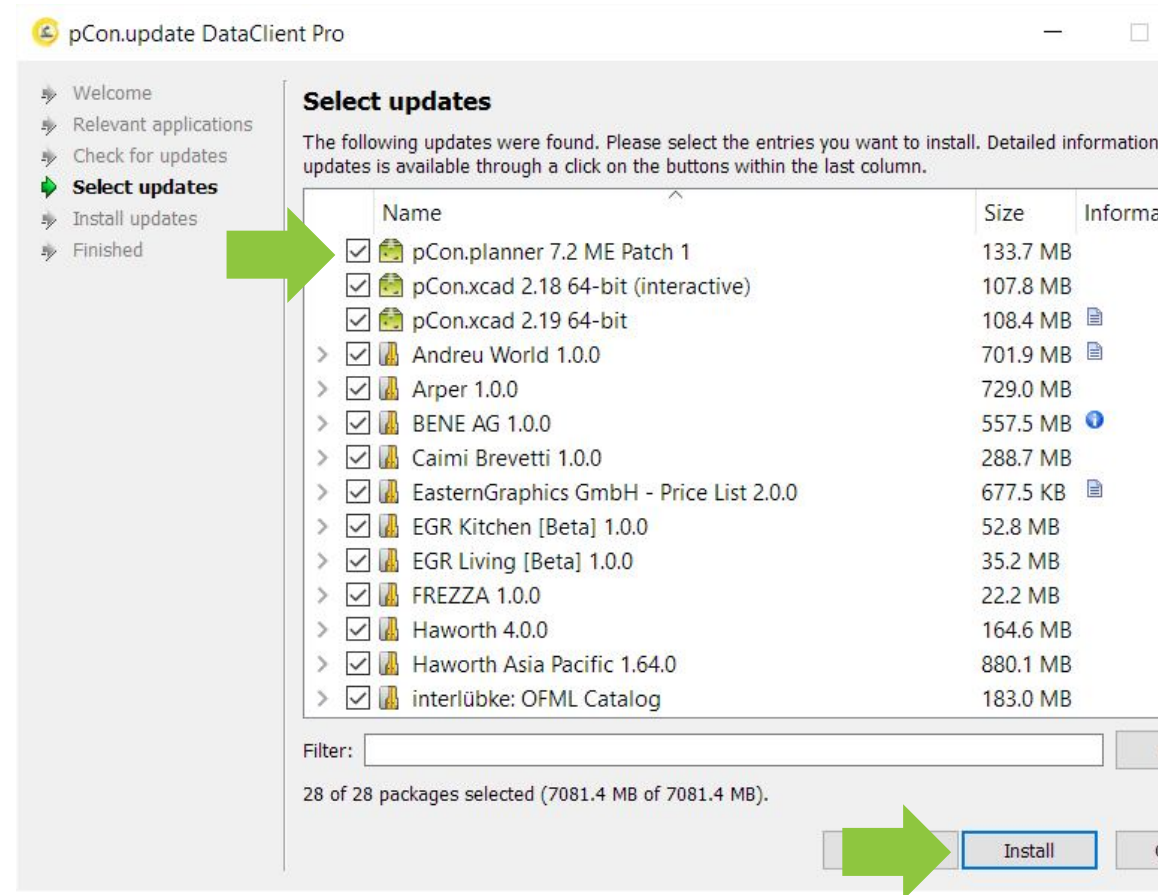 pCon.update DataClient Pro
Welcome
Relevant applications
Check for updates
Select updates
Install updates
Finished
Select updates
The following updates were found. Please select the entries you want to install. Detailed information
updates is available through a click on the buttons within the last column.
Name Size Informa
pCon.planner 7.2 ME Patch 1 133.7 MB
pCon.xcad 2.18 64-bit (interactive) 107.8 MB
pCon.xcad 2.19 64-bit 108.4 MB
Andreu World 1.0.0 701.9 MB
Arper 1.0.0 729.0 MB
BENE AG 1.0.0 557.5 MB
Caimi Brevetti 1.0.0 288.7 MB
EasternGraphics GmbH - Price List 2.0.0 677.5 KB
EGR Kitchen [Beta] 1.0.0 52.8 MB
EGR Living [Beta] 1.0.0 35.2 MB
FREZZA 1.0.0 22.2 MB
Haworth 4.0.0 164.6 MB
Haworth Asia Pacific 1.64.0 880.1 MB
interlübke: OFML Catalog 183.0 MB
Filter:
28 of 28 packages selected (7081.4 MB of 7081.4 MB).
Install